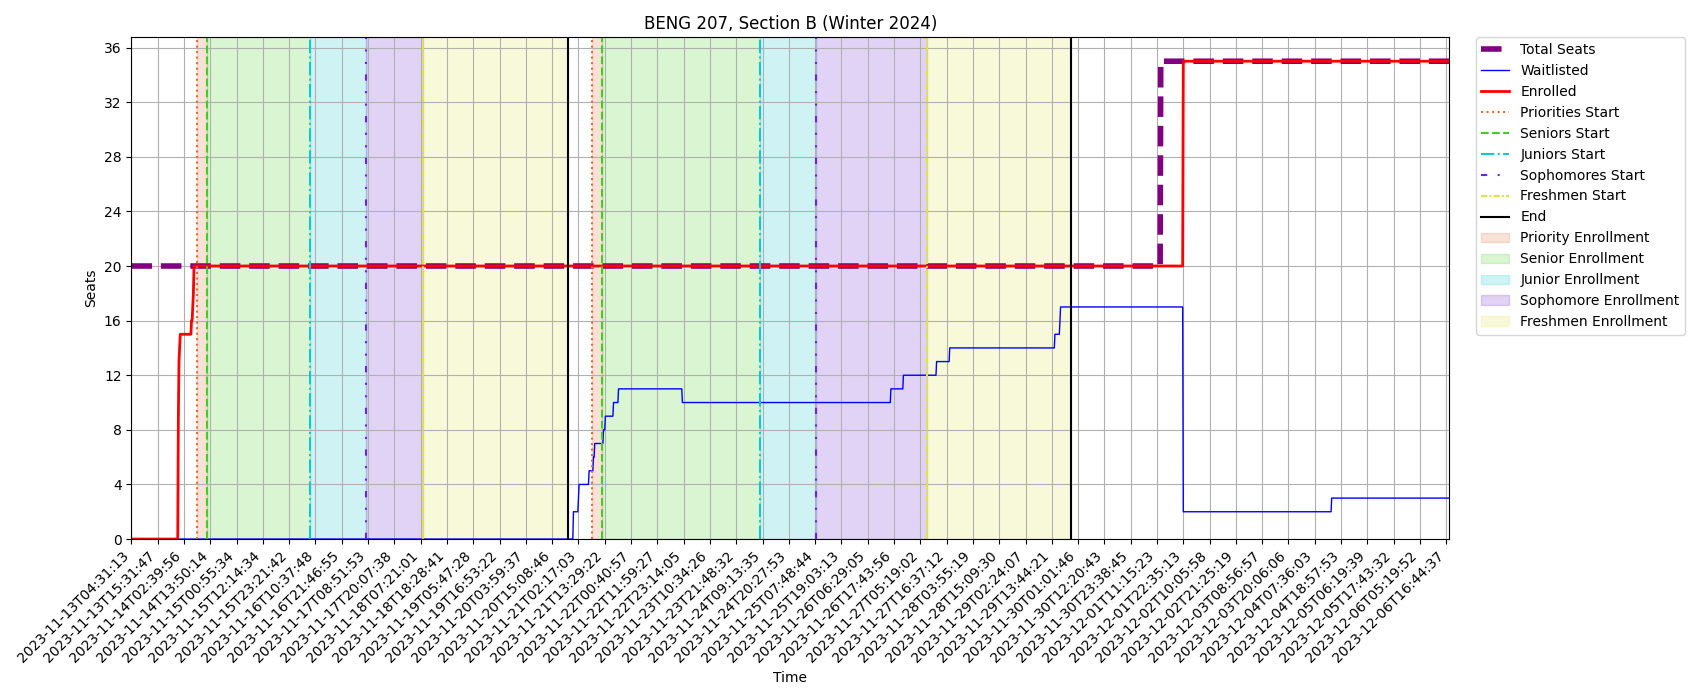 BENG 207, Section B (Winter 2024)
36
32
28
24
20
16
12
8
4
0
Seats
2023-11-13T04:31:13
2023-11-13T15:31:47
2023-11-14T02:39:56
2023-11-14T13:50:14
2023-11-15T00:55:34
2023-11-15T12:14:34
2023-11-15T23:21:42
2023-11-16T10:37:48
2023-11-16T21:46:55
2023-11-17T08:51:53
2023-11-17T20:07:38
2023-11-18T07:21:01
2023-11-18T18:28:41
2023-11-19T05:47:28
2023-11-19T16:53:22
2023-11-20T03:59:37
2023-11-20T15:08:46
2023-11-21T02:17:03
2023-11-21T13:29:22
2023-11-22T00:40:57
2023-11-22T11:59:27
2023-11-22T23:14:05
2023-11-23T10:34:26
2023-11-23T21:48:32
2023-11-24T09:13:35
2023-11-24T20:27:53
2023-11-25T07:48:44
2023-11-25T19:03:13
2023-11-26T06:29:05
2023-11-26T17:43:56
2023-11-27T05:19:02
2023-11-27T16:37:12
2023-11-28T03:55:19
2023-11-28T15:09:30
2023-11-29T02:24:07
2023-11-29T13:44:21
2023-11-30T01:01:46
2023-11-30T12:20:43
2023-11-30T23:38:45
2023-12-01T11:15:23
2023-12-01T22:35:13
2023-12-02T10:05:58
2023-12-02T21:25:19
2023-12-03T08:56:57
2023-12-03T20:06:06
2023-12-04T07:36:03
2023-12-04T18:57:53
2023-12-05T06:19:39
2023-12-05T17:43:32
2023-12-06T05:19:52
2023-12-06T16:44:37
Time
Total Seats
Waitlisted
Enrolled
Priorities Start
Seniors Start
Juniors Start
Sophomores Start
Freshmen Start
End
Priority Enrollment
Senior Enrollment
Junior Enrollment
Sophomore Enrollment
Freshmen Enrollment